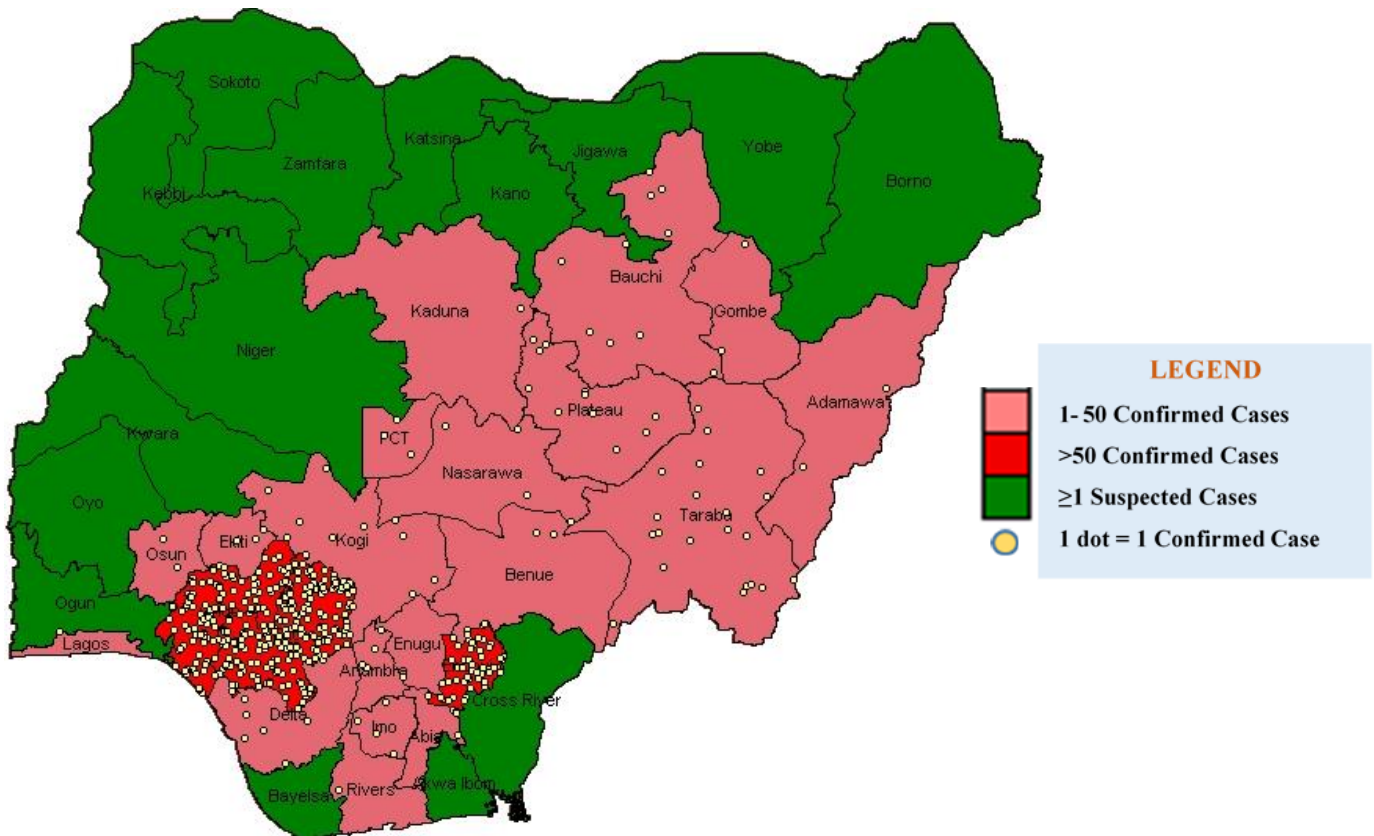 Sokoto
Katsina
Zamfara
Jigawa
Yobe
Kano
Borno
Kebbi
Bauchi
Kaduna
Gombe
Niger
Adamawa
Plateau
Kwara
Nasarawa
Oyo
Taraba
Osun
Ekiti
Kogi
Benue
Ogun
Lagos
Enugu
Anambra
Cross River
Delta
Imo
Abia
Bayelsa
Rivers
Akwa Ibom
LEGEND
1- 50 Confirmed Cases
>50 Confirmed Cases
≥1 Suspected Cases
1 dot = 1 Confirmed Case